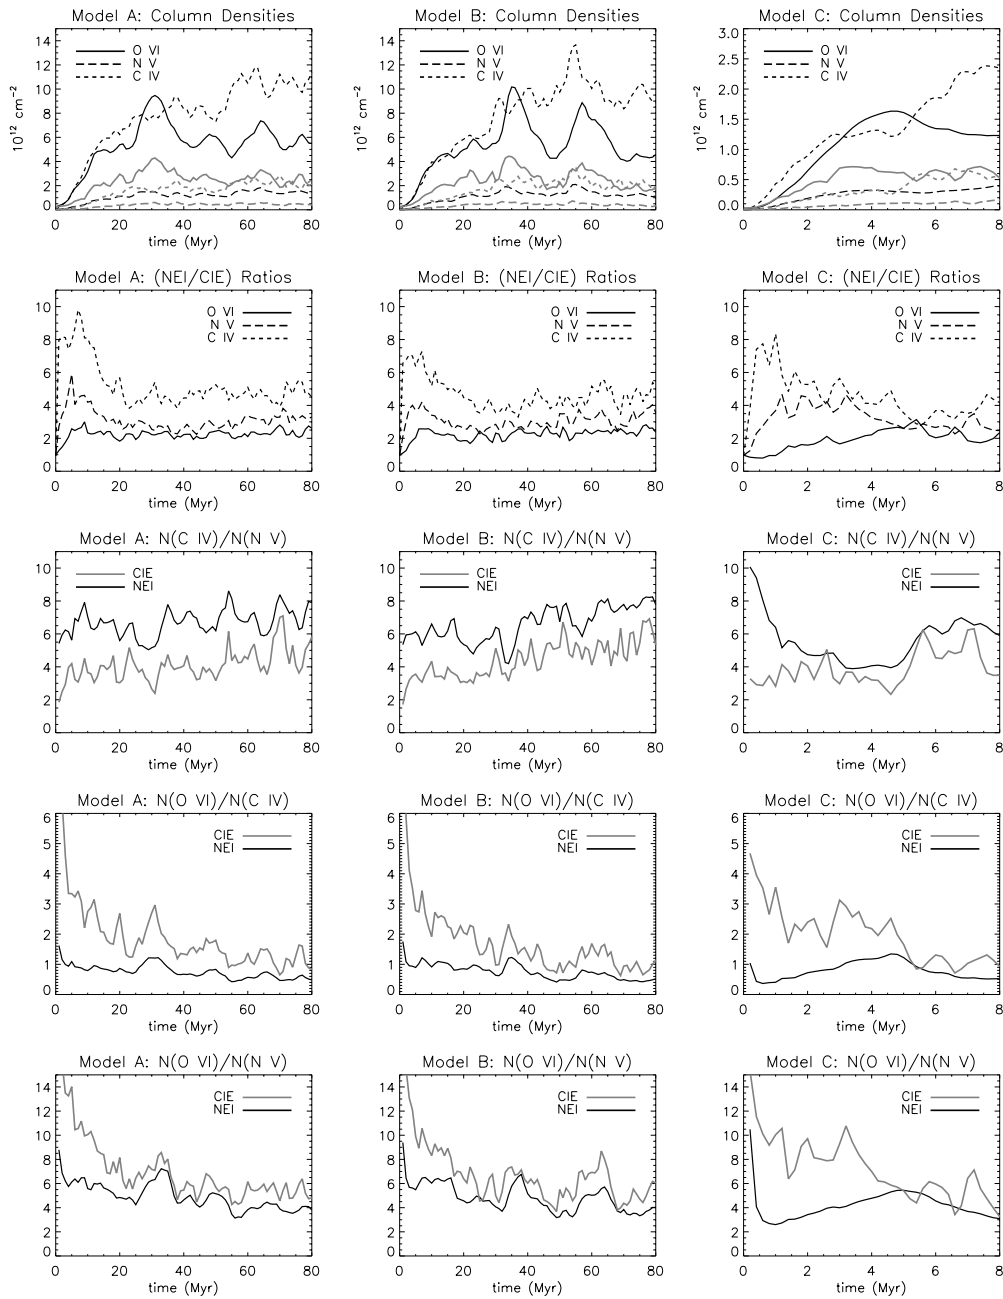 Model A: Column Densities
14
12
10
8
6
4
2
0
10^12 cm^-2
O VI
N V
C IV
0 20 40 60 80
time (Myr)
Model B: Column Densities
14
12
10
8
6
4
2
0
10^12 cm^-2
O VI
N V
C IV
0 20 40 60 80
time (Myr)
Model C: Column Densities
3.0
2.5
2.0
1.5
1.0
0.5
0.0
10^12 cm^-2
O VI
N V
C IV
0 2 4 6 8
time (Myr)
Model A: (NEI/CIE) Ratios
10
8
6
4
2
0
O VI
N V
C IV
0 20 40 60 80
time (Myr)
Model B: (NEI/CIE) Ratios
10
8
6
4
2
0
O VI
N V
C IV
0 20 40 60 80
time (Myr)
Model C: (NEI/CIE) Ratios
10
8
6
4
2
0
O VI
N V
C IV
0 2 4 6 8
time (Myr)
Model A: N(C IV)/N(N V)
10
8
6
4
2
0
CIE
NEI
0 20 40 60 80
time (Myr)
Model B: N(C IV)/N(N V)
10
8
6
4
2
0
CIE
NEI
0 20 40 60 80
time (Myr)
Model C: N(C IV)/N(N V)
10
8
6
4
2
0
CIE
NEI
0 2 4 6 8
time (Myr)
Model A: N(O VI)/N(C IV)
6
5
4
3
2
1
0
CIE
NEI
0 20 40 60 80
time (Myr)
Model B: N(O VI)/N(C IV)
6
5
4
3
2
1
0
CIE
NEI
0 20 40 60 80
time (Myr)
Model C: N(O VI)/N(C IV)
6
5
4
3
2
1
0
CIE
NEI
0 2 4 6 8
time (Myr)
Model A: N(O VI)/N(N V)
14
12
10
8
6
4
2
0
CIE
NEI
0 20 40 60 80
time (Myr)
Model B: N(O VI)/N(N V)
14
12
10
8
6
4
2
0
CIE
NEI
0 20 40 60 80
time (Myr)
Model C: N(O VI)/N(N V)
14
12
10
8
6
4
2
0
CIE
NEI
0 2 4 6 8
time (Myr)